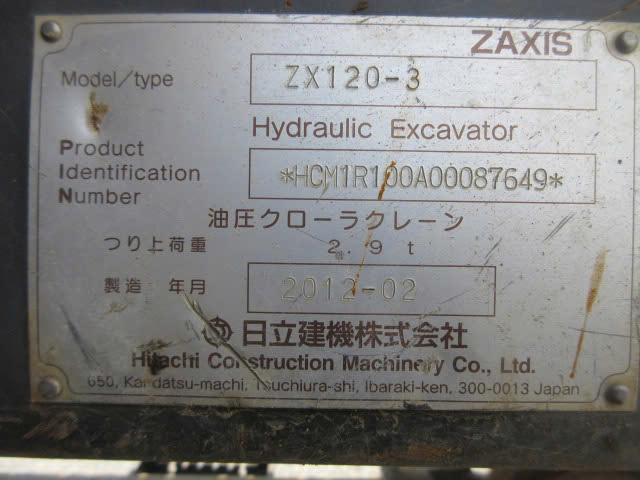 ZAXIS
Model/type ZX120-3
Hydraulic Excavator
Product
Identification
Number
*HCM1R100A00087649*
油圧クローラクレーン
つり上荷重 2.9 t
製造 年月 2012-02
日立建機株式会社
Hitachi Construction Machinery Co., Ltd.
650, Kandatsu-machi, Tsuchiura-shi, Ibaraki-ken, 300-0013 Japan